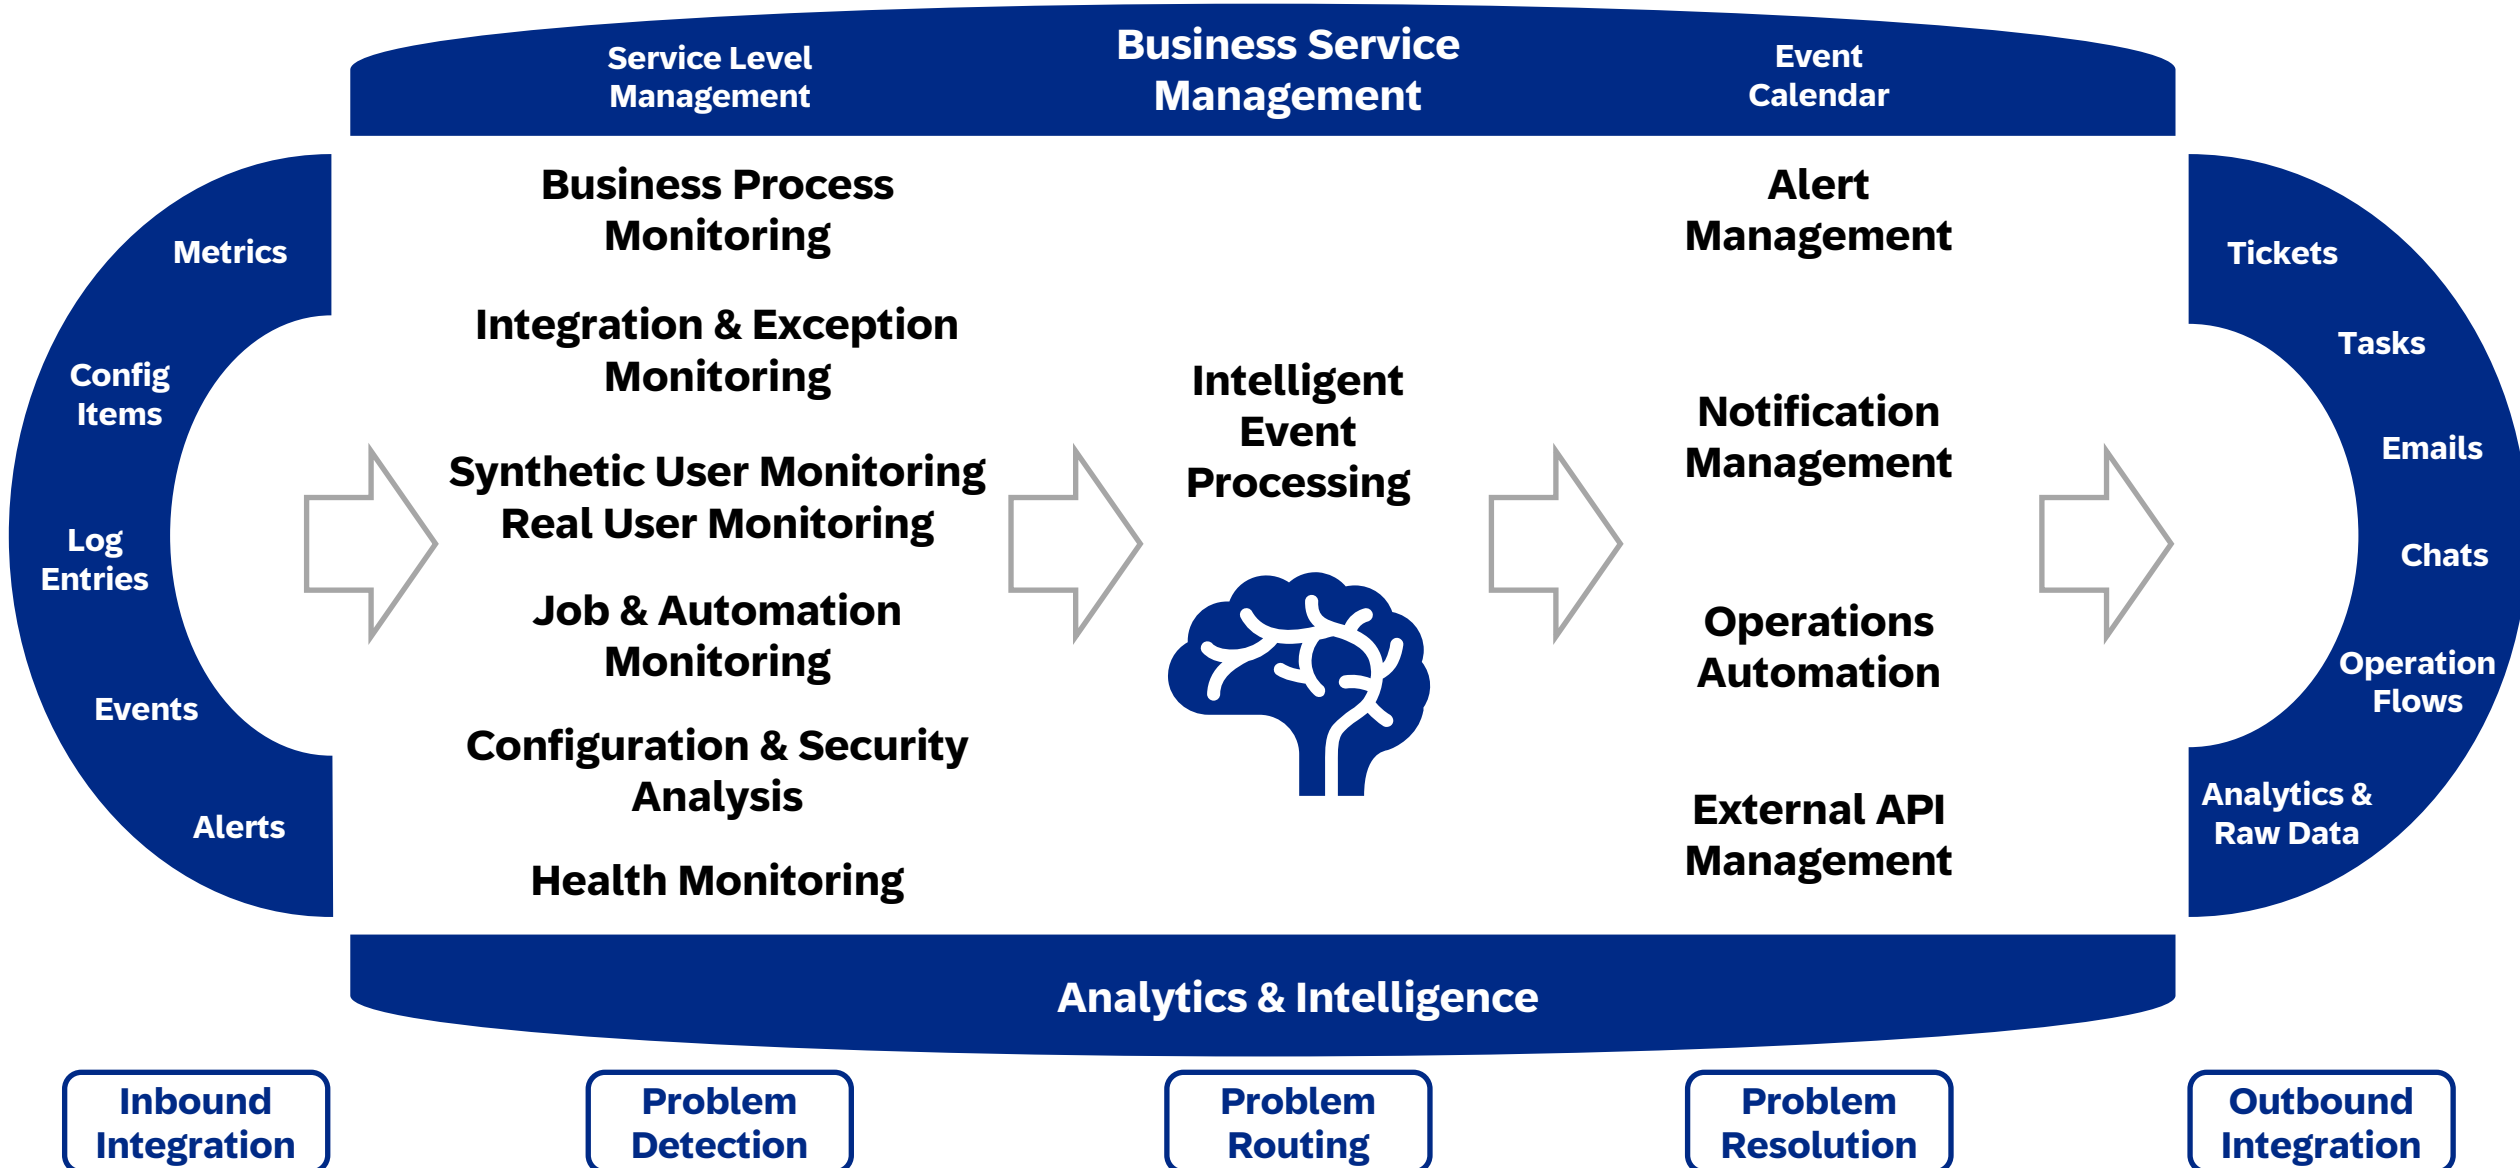 Service Level
Management
Business Service
Management
Event
Calendar
Metrics
Config
Items
Log
Entries
Events
Alerts
Business Process
Monitoring
Integration & Exception
Monitoring
Synthetic User Monitoring
Real User Monitoring
Job & Automation
Monitoring
Configuration & Security
Analysis
Health Monitoring
Intelligent
Event
Processing
Alert
Management
Notification
Management
Operations
Automation
External API
Management
Tickets
Tasks
Emails
Chats
Operation
Flows
Analytics &
Raw Data
Analytics & Intelligence
Inbound
Integration
Problem
Detection
Problem
Routing
Problem
Resolution
Outbound
Integration